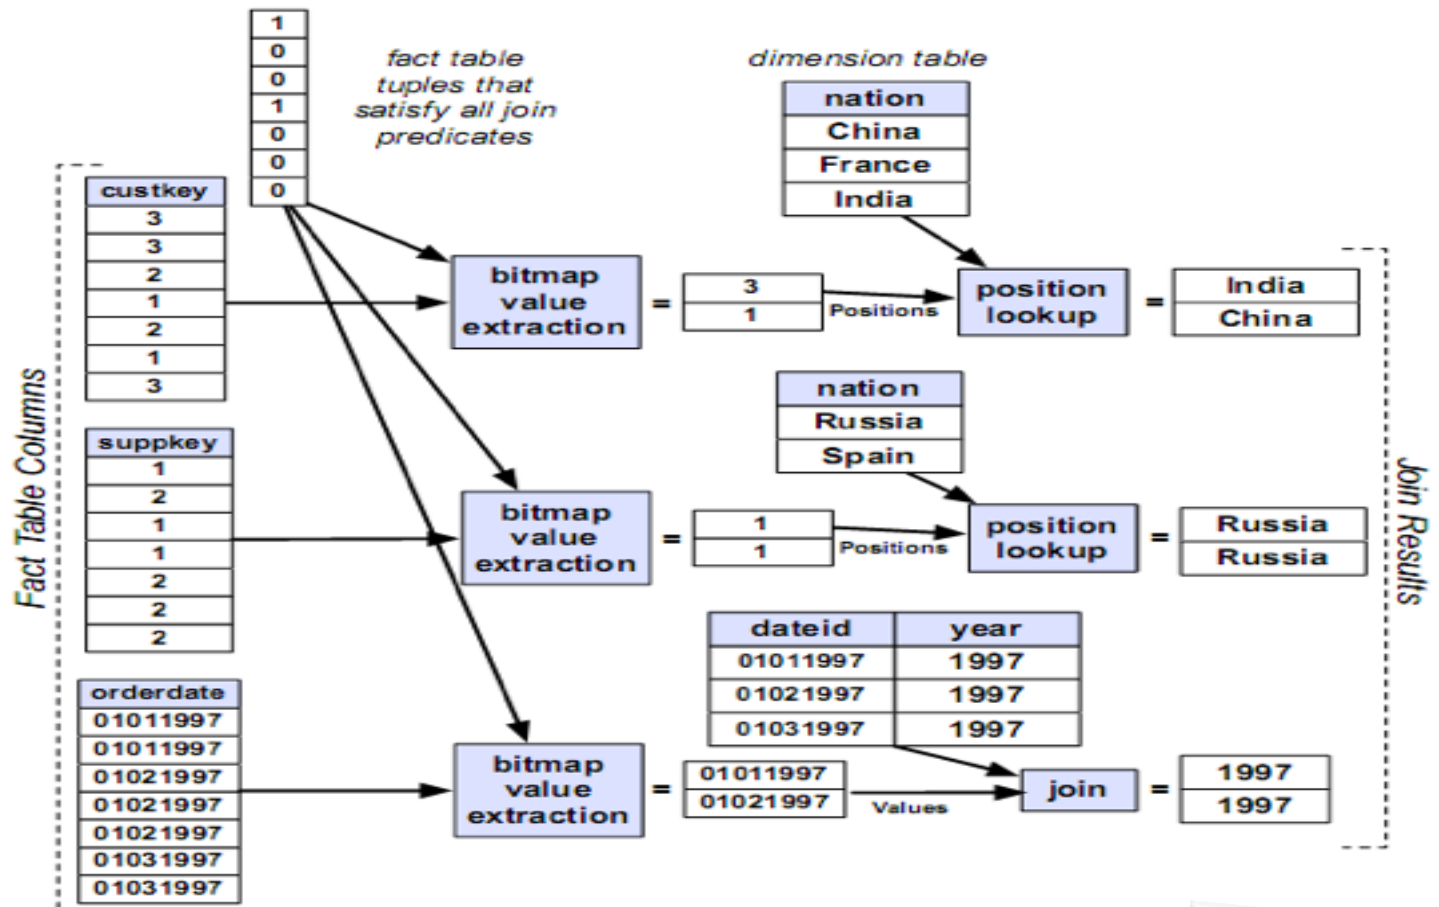 1
0
0
1
0
0
0
fact table
tuples that
satisfy all join
predicates
dimension table
nation
China
France
India
Fact Table Columns
custkey
3
3
2
1
2
1
3
bitmap
value
extraction
=
3
1
Positions
position
lookup
=
India
China
suppkey
1
2
1
1
2
2
2
bitmap
value
extraction
=
1
1
Positions
nation
Russia
Spain
position
lookup
=
Russia
Russia
Join Results
orderdate
01011997
01011997
01021997
01021997
01021997
01031997
01031997
bitmap
value
extraction
=
01011997
01021997
Values
dateid year
01011997 1997
01021997 1997
01031997 1997
join
=
1997
1997